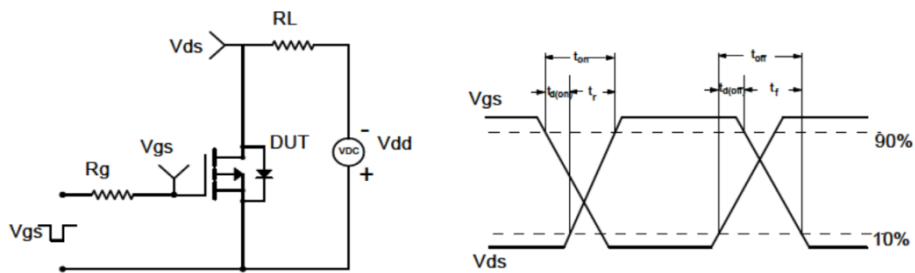 RL
Vds
Vgs
DUT
Rg
VDC
-
Vdd
+
Vgs
ton
toff
td(on)
tr
td(off)
tf
Vgs
90%
10%
Vds